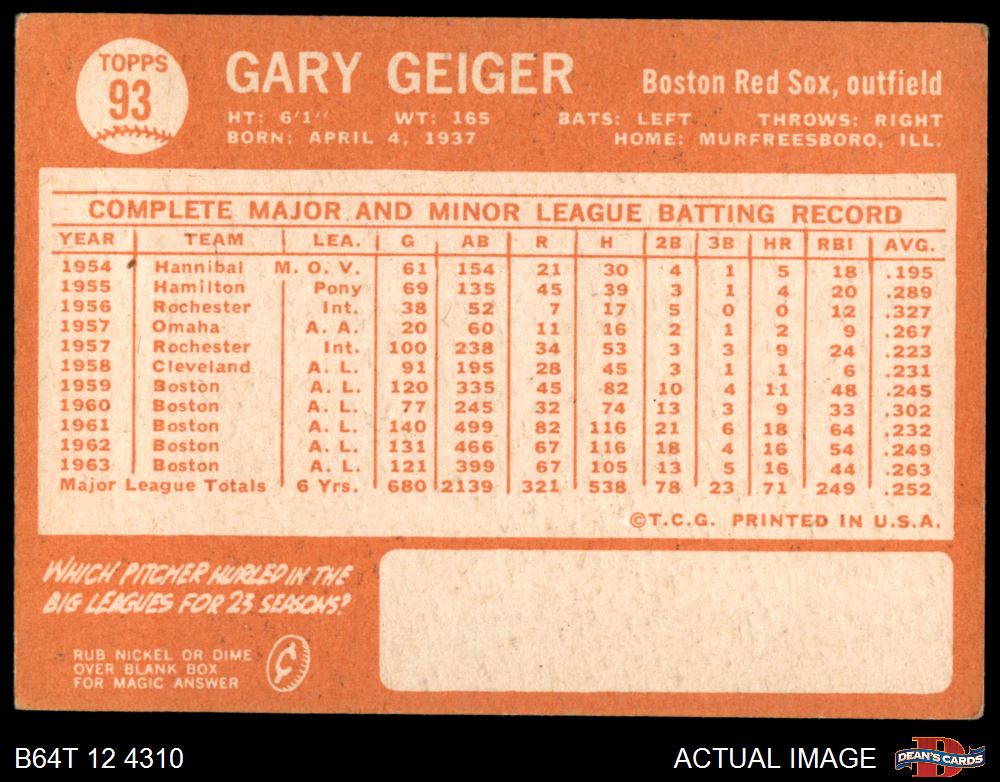 TOPPS
93
GARY GEIGER
Boston Red Sox, outfield
HT: 6'1" WT: 165 BATS: LEFT THROWS: RIGHT
BORN: APRIL 4, 1937 HOME: MURFREESBORO, ILL.
COMPLETE MAJOR AND MINOR LEAGUE BATTING RECORD
YEAR TEAM LEA. G AB R H 2B 3B HR RBI AVG.
1954 Hannibal M. O. V. 61 154 21 30 4 1 5 18 .195
1955 Hamilton Pony 69 135 45 39 3 1 4 20 .289
1956 Rochester Int. 38 52 7 17 5 0 0 12 .327
1957 Omaha A. A. 20 60 11 16 2 1 2 9 .267
1957 Rochester Int. 100 238 34 53 3 3 9 24 .223
1958 Cleveland A. L. 91 195 28 45 3 1 1 6 .231
1959 Boston A. L. 120 335 45 82 10 4 11 48 .245
1960 Boston A. L. 77 245 32 74 13 3 9 33 .302
1961 Boston A. L. 140 499 82 116 21 6 18 64 .232
1962 Boston A. L. 131 466 67 116 18 4 16 54 .249
1963 Boston A. L. 121 399 67 105 13 5 16 44 .263
Major League Totals 6 Yrs. 680 2139 321 538 78 23 71 249 .252
©T.C.G. PRINTED IN U.S.A.
WHICH PITCHER HURLED IN THE
BIG LEAGUES FOR 23 SEASONS?
RUB NICKEL OR DIME
OVER BLANK BOX
FOR MAGIC ANSWER
¢
B64T 12 4310
ACTUAL IMAGE
D
DEAN'S CARDS